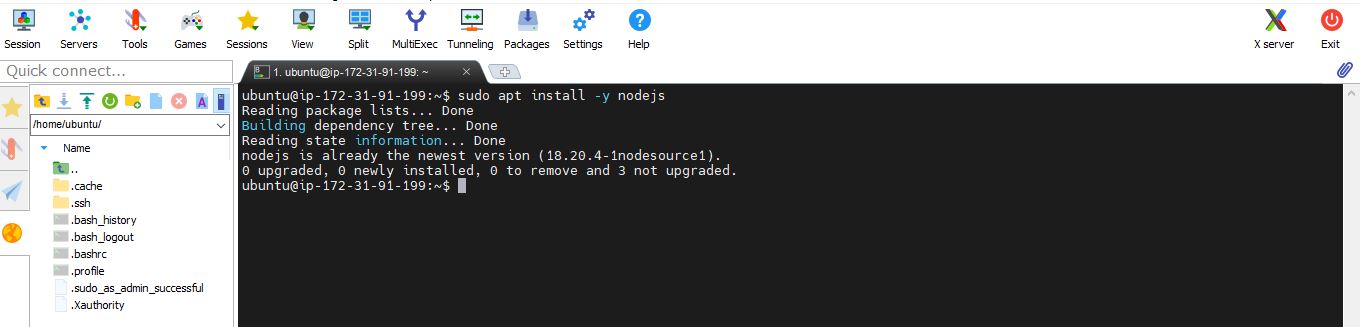 Session Servers Tools Games Sessions View Split MultiExec Tunneling Packages Settings Help X server Exit
Quick connect...
1. ubuntu@ip-172-31-91-199: ~
/home/ubuntu/
Name
..
.cache
.ssh
.bash_history
.bash_logout
.bashrc
.profile
.sudo_as_admin_successful
.Xauthority
ubuntu@ip-172-31-91-199:~$ sudo apt install -y nodejs
Reading package lists... Done
Building dependency tree... Done
Reading state information... Done
nodejs is already the newest version (18.20.4-1nodesource1).
0 upgraded, 0 newly installed, 0 to remove and 3 not upgraded.
ubuntu@ip-172-31-91-199:~$